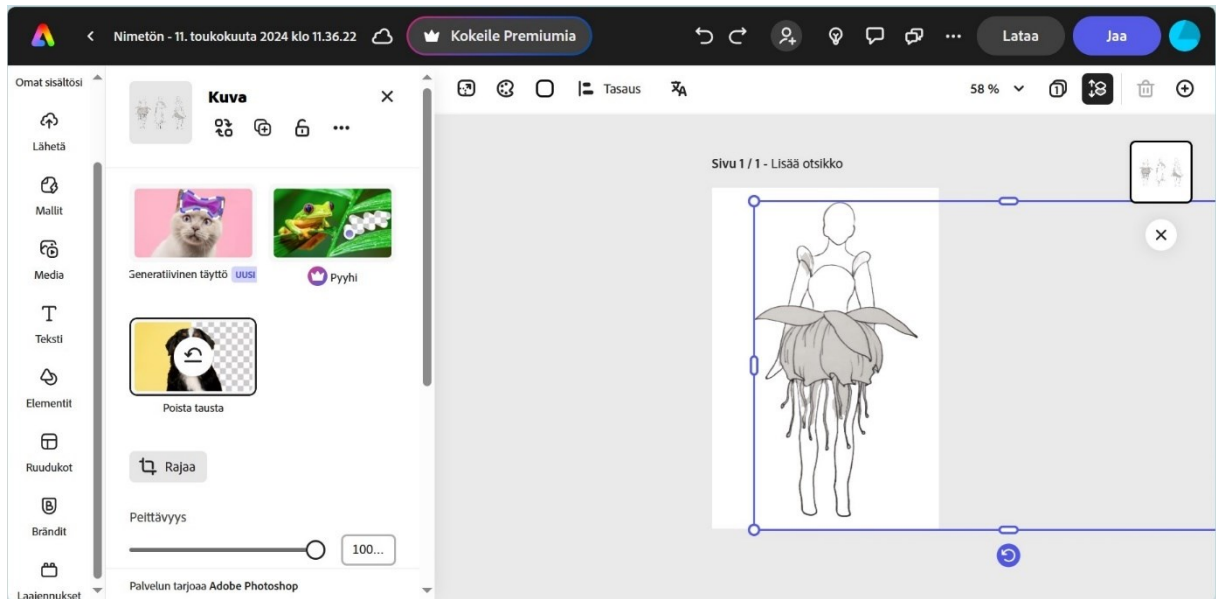 Nimetön - 11. toukokuuta 2024 klo 11.36.22
Kokeile Premiumia
Lataa
Jaa
Omat sisältösi
Lähetä
Mallit
Media
Teksti
Elementit
Ruudukot
Brändit
Laajennukset
Kuva
Generatiivinen täyttö UUSI
Pyyhi
Poista tausta
Rajaa
Peittävyys
100...
Palvelun tarjoaa Adobe Photoshop
Tasaus
58 %
1
Sivu 1 / 1 - Lisää otsikko